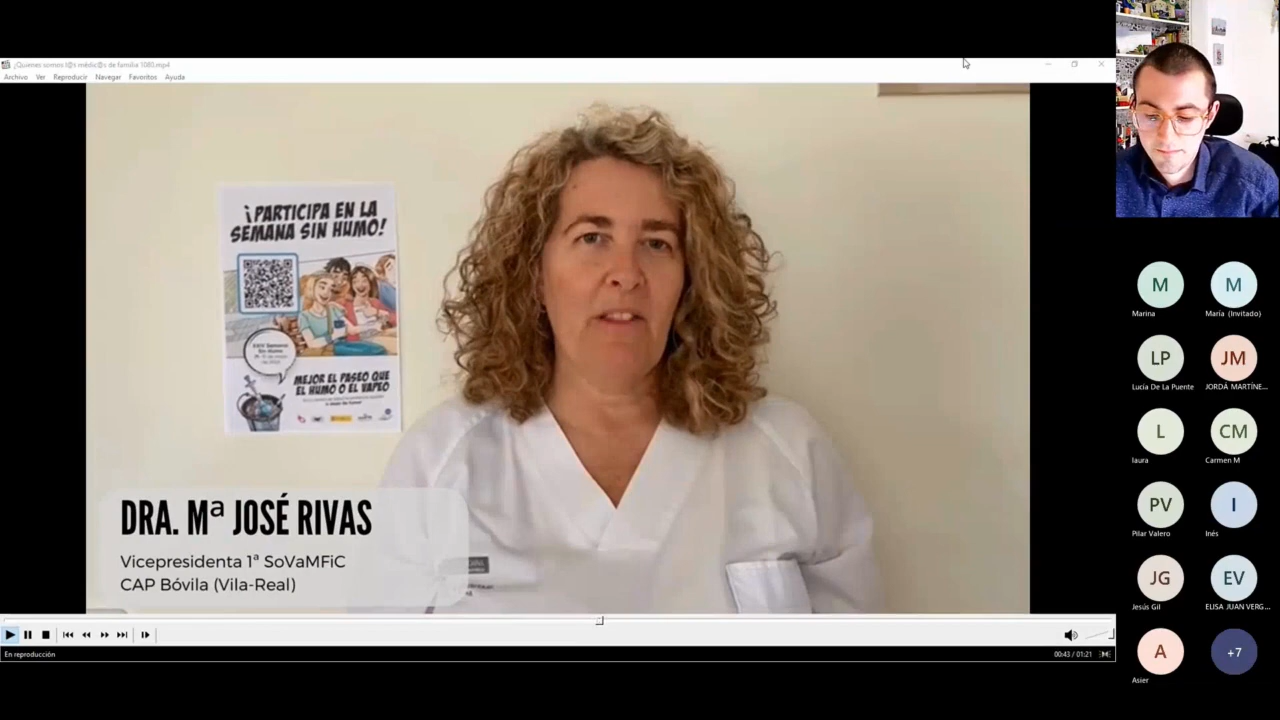 ¿Quienes somos l@s médic@s de familia 1080.mp4
Archivo Ver Reproducir Navegar Favoritos Ayuda
¡PARTICIPA EN LA
SEMANA SIN HUMO!
MEJOR EL PASEO QUE
EL HUMO O EL VAPEO
DRA. Mª JOSÉ RIVAS
Vicepresidenta 1ª SoVaMFiC
CAP Bóvila (Vila-Real)
En reproducción
00:43 / 01:21
M
Marina
M
María (Invitado)
LP
Lucía De La Puente
JM
JORDÁ MARTÍNE...
L
laura
CM
Carmen M
PV
Pilar Valero
I
Inés
JG
Jesús Gil
EV
ELISA JUAN VERG...
A
Asier
+7